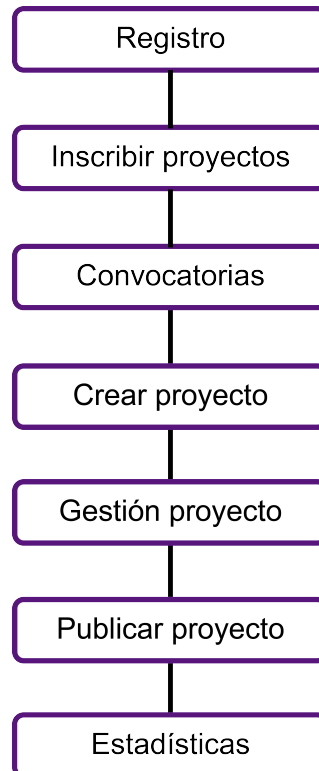 Registro
Inscribir proyectos
Convocatorias
Crear proyecto
Gestión proyecto
Publicar proyecto
Estadísticas